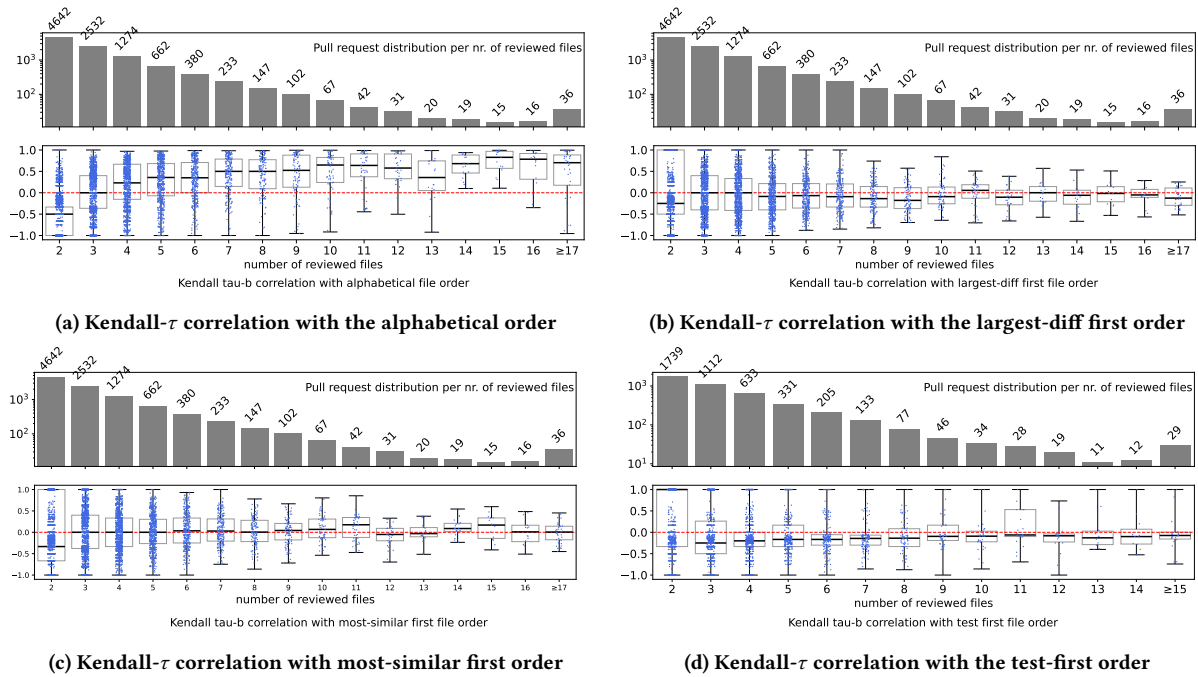 4642 2532 1274 662 380 233 147 102 67 42 31 20 19 15 16 36
Pull request distribution per nr. of reviewed files
10³
10²
1.0
0.5
0.0
−0.5
−1.0
2 3 4 5 6 7 8 9 10 11 12 13 14 15 16 ≥17
number of reviewed files
Kendall tau-b correlation with alphabetical file order
(a) Kendall-τ correlation with the alphabetical order
4642 2532 1274 662 380 233 147 102 67 42 31 20 19 15 16 36
Pull request distribution per nr. of reviewed files
10³
10²
1.0
0.5
0.0
−0.5
−1.0
2 3 4 5 6 7 8 9 10 11 12 13 14 15 16 ≥17
number of reviewed files
Kendall tau-b correlation with largest-diff first file order
(b) Kendall-τ correlation with the largest-diff first order
4642 2532 1274 662 380 233 147 102 67 42 31 20 19 15 16 36
Pull request distribution per nr. of reviewed files
10³
10²
1.0
0.5
0.0
−0.5
−1.0
2 3 4 5 6 7 8 9 10 11 12 13 14 15 16 ≥17
number of reviewed files
Kendall tau-b correlation with most-similar first file order
(c) Kendall-τ correlation with most-similar first order
1739 1112 633 331 205 133 77 46 34 28 19 11 12 29
Pull request distribution per nr. of reviewed files
10³
10²
10¹
1.0
0.5
0.0
−0.5
−1.0
2 3 4 5 6 7 8 9 10 11 12 13 14 ≥15
number of reviewed files
Kendall tau-b correlation with test first file order
(d) Kendall-τ correlation with the test-first order